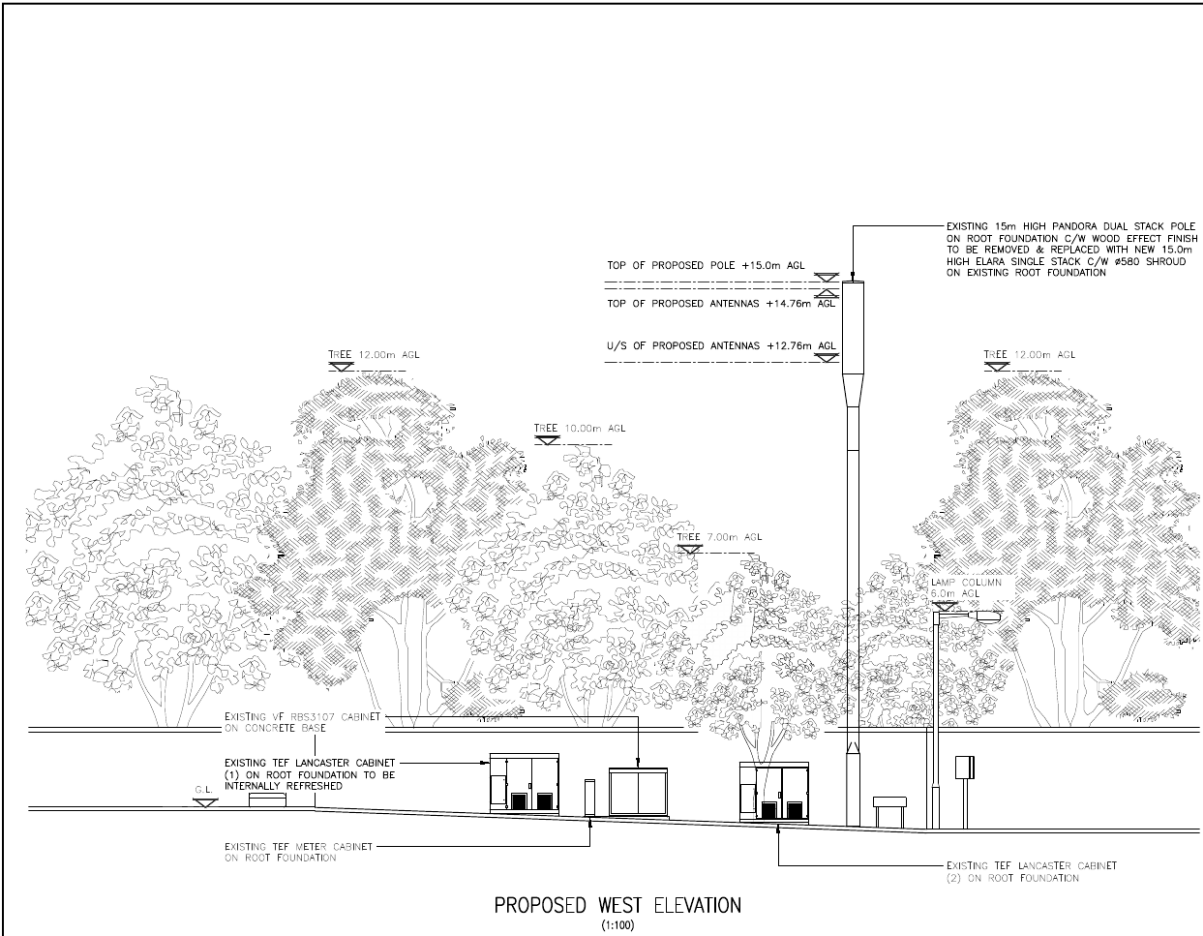 EXISTING 15m HIGH PANDORA DUAL STACK POLE
ON ROOT FOUNDATION C/W WOOD EFFECT FINISH
TO BE REMOVED & REPLACED WITH NEW 15.0m
HIGH ELARA SINGLE STACK C/W ø580 SHROUD
ON EXISTING ROOT FOUNDATION
TOP OF PROPOSED POLE +15.0m AGL
TOP OF PROPOSED ANTENNAS +14.76m AGL
U/S OF PROPOSED ANTENNAS +12.76m AGL
TREE 12.00m AGL
TREE 12.00m AGL
TREE 10.00m AGL
TREE 7.00m AGL
LAMP COLUMN
6.0m AGL
EXISTING VF RBS3107 CABINET
ON CONCRETE BASE
EXISTING TEF LANCASTER CABINET
(1) ON ROOT FOUNDATION TO BE
INTERNALLY REFRESHED
G.L.
EXISTING TEF METER CABINET
ON ROOT FOUNDATION
EXISTING TEF LANCASTER CABINET
(2) ON ROOT FOUNDATION
PROPOSED WEST ELEVATION
(1:100)